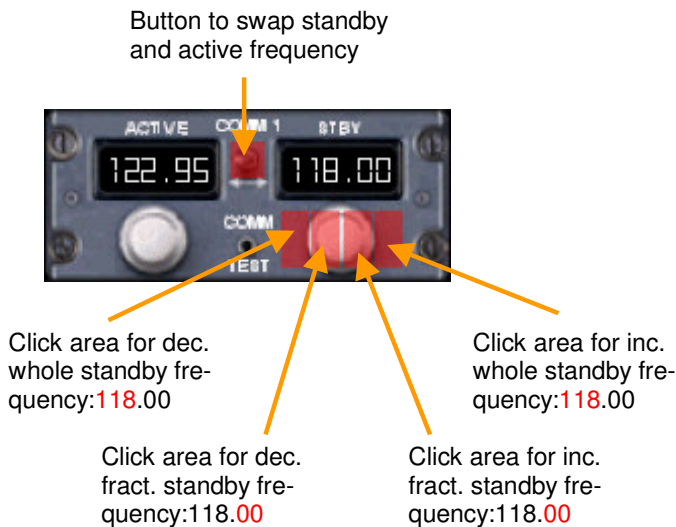 Button to swap standby
and active frequency
ACTIVE COMM 1 STBY
122.95 118.00
COMM
TEST
Click area for dec.
whole standby fre-
quency:118.00
Click area for inc.
whole standby fre-
quency:118.00
Click area for dec.
fract. standby fre-
quency:118.00
Click area for inc.
fract. standby fre-
quency:118.00